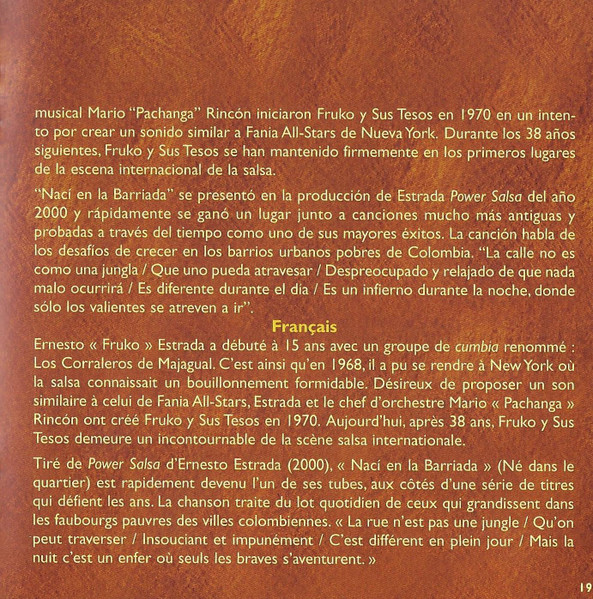 musical Mario “Pachanga” Rincón iniciaron Fruko y Sus Tesos en 1970 en un inten-
to por crear un sonido similar a Fania All-Stars de Nueva York. Durante los 38 años
siguientes, Fruko y Sus Tesos se han mantenido firmemente en los primeros lugares
de la escena internacional de la salsa.
“Nací en la Barriada” se presentó en la producción de Estrada Power Salsa del año
2000 y rápidamente se ganó un lugar junto a canciones mucho más antiguas y
probadas a través del tiempo como uno de sus mayores éxitos. La canción habla de
los desafíos de crecer en los barrios urbanos pobres de Colombia. “La calle no es
como una jungla / Que uno pueda atravesar / Despreocupado y relajado de que nada
malo ocurrirá / Es diferente durante el día / Es un infierno durante la noche, donde
sólo los valientes se atreven a ir”.
Français
Ernesto « Fruko » Estrada a débuté à 15 ans avec un groupe de cumbia renommé :
Los Corraleros de Majagual. C’est ainsi qu’en 1968, il a pu se rendre à New York où
la salsa connaissait un bouillonnement formidable. Désireux de proposer un son
similaire à celui de Fania All-Stars, Estrada et le chef d’orchestre Mario « Pachanga »
Rincón ont créé Fruko y Sus Tesos en 1970. Aujourd’hui, après 38 ans, Fruko y Sus
Tesos demeure un incontournable de la scène salsa internationale.
Tiré de Power Salsa d’Ernesto Estrada (2000), « Nací en la Barriada » (Né dans le
quartier) est rapidement devenu l’un de ses tubes, aux côtés d’une série de titres
qui défient les ans. La chanson traite du lot quotidien de ceux qui grandissent dans
les faubourgs pauvres des villes colombiennes. « La rue n’est pas une jungle / Qu’on
peut traverser / Insouciant et impunément / C’est différent en plein jour / Mais la
nuit c’est un enfer où seuls les braves s’aventurent. »
19